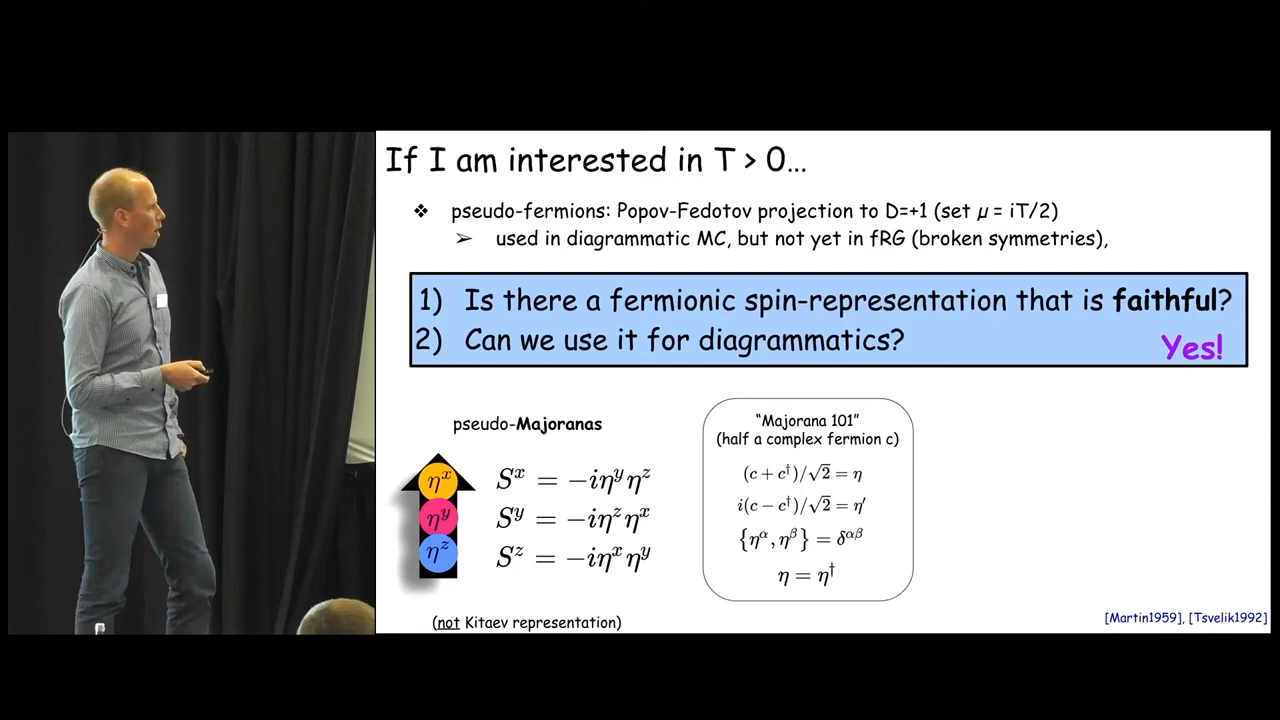 If I am interested in T > 0...
❖ pseudo-fermions: Popov-Fedotov projection to D=+1 (set μ = iT/2)
➢ used in diagrammatic MC, but not yet in fRG (broken symmetries),
1) Is there a fermionic spin-representation that is faithful?
2) Can we use it for diagrammatics?
Yes!
pseudo-Majoranas
η^x
η^y
η^z
S^x = −iη^y η^z
S^y = −iη^z η^x
S^z = −iη^x η^y
(not Kitaev representation)
“Majorana 101”
(half a complex fermion c)
(c + c^†)/√2 = η
i(c − c^†)/√2 = η′
{η^α, η^β} = δ^{αβ}
η = η^†
[Martin1959], [Tsvelik1992]